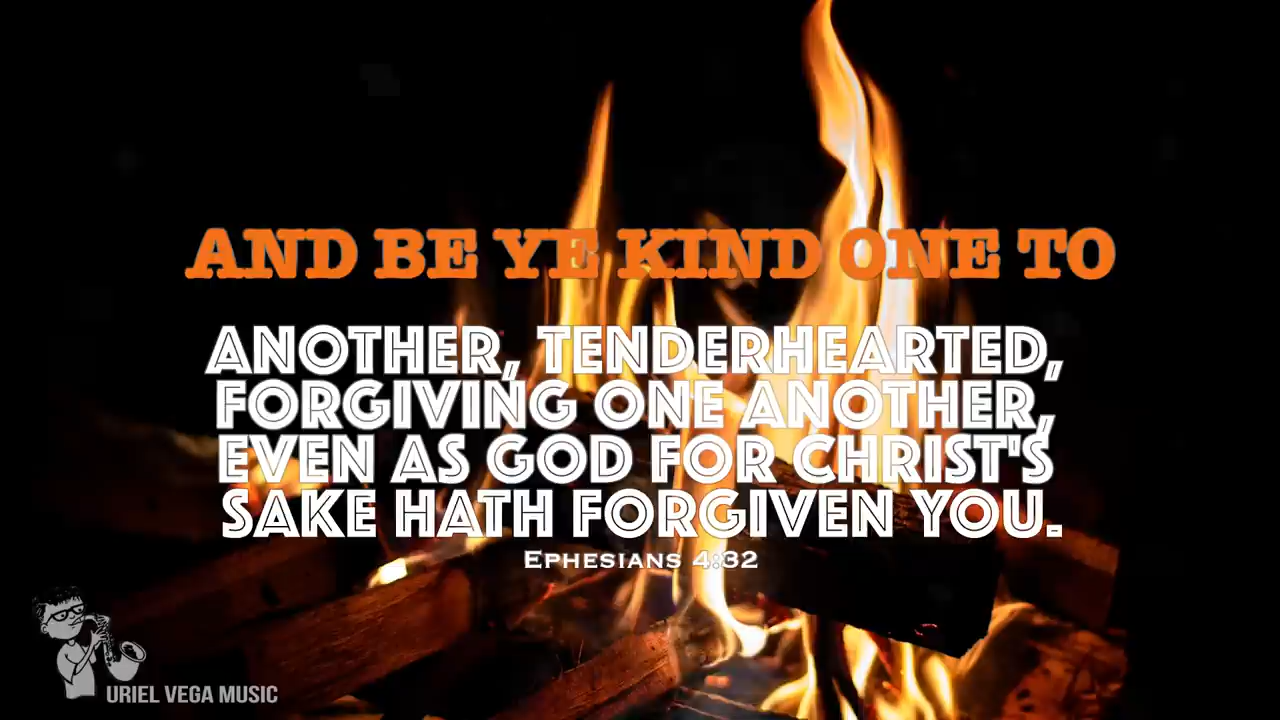 AND BE YE KIND ONE TO
ANOTHER, TENDERHEARTED,
FORGIVING ONE ANOTHER,
EVEN AS GOD FOR CHRIST'S
SAKE HATH FORGIVEN YOU.
EPHESIANS 4:32
URIEL VEGA MUSIC